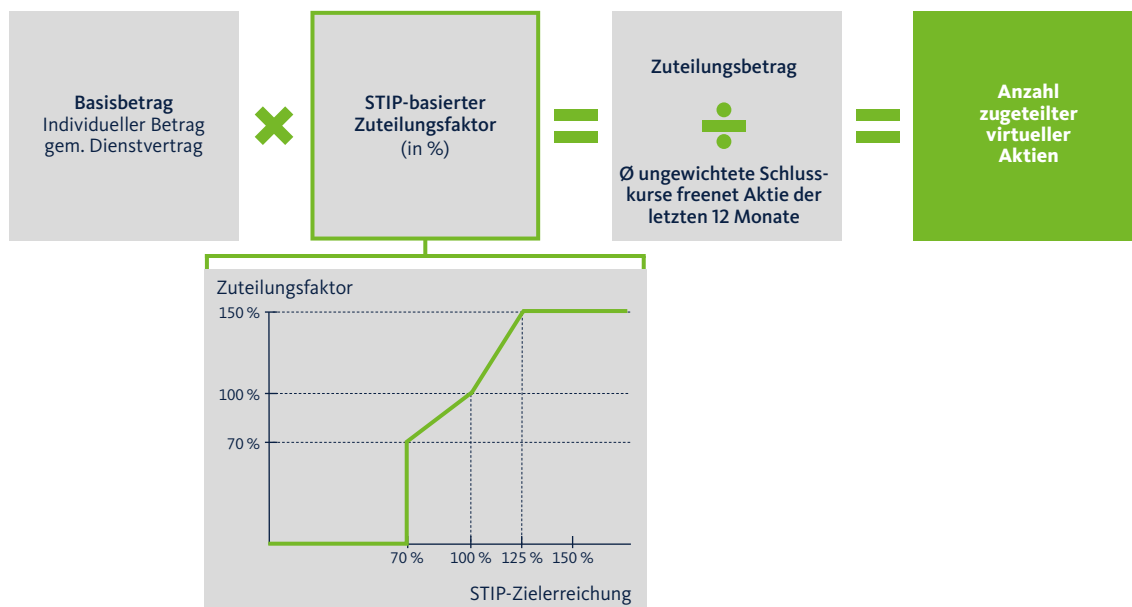 Basisbetrag
Individueller Betrag
gem. Dienstvertrag
STIP-basierter
Zuteilungsfaktor
(in %)
Zuteilungsbetrag
Ø ungewichtete Schluss-
kurse freenet Aktie der
letzten 12 Monate
Anzahl
zugeteilter
virtueller
Aktien
Zuteilungsfaktor
150 %
100 %
70 %
70 % 100 % 125 % 150 %
STIP-Zielerreichung